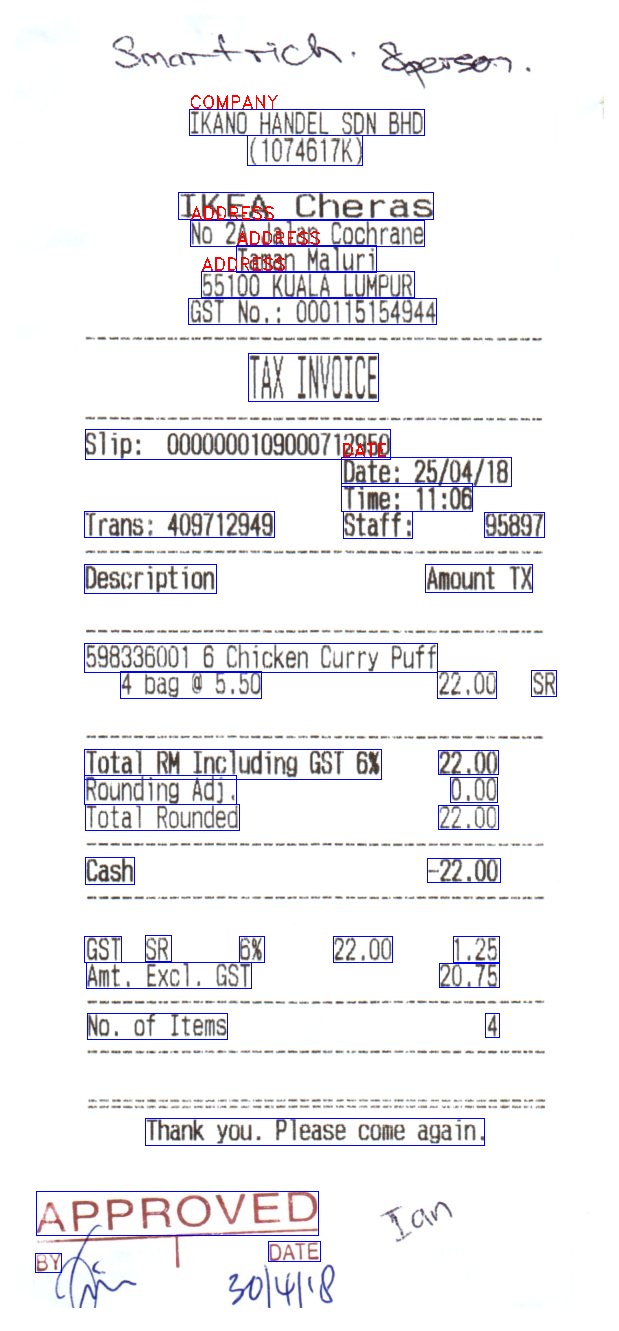 Smartrich. 8person.
COMPANY
IKANO HANDEL SDN BHD
(1074617K)
IKEA Cheras
ADDRESS
No 2A Jalan Cochrane
ADDRESS
Taman Maluri
ADDRESS
55100 KUALA LUMPUR
GST No.: 000115154944
TAX INVOICE
Slip: 0000000109000712950
DATE
Date: 25/04/18
Time: 11:06
Trans: 409712949 Staff: 95897
Description Amount TX
598336001 6 Chicken Curry Puff
4 bag @ 5.50 22.00 SR
Total RM Including GST 6% 22.00
Rounding Adj. 0.00
Total Rounded 22.00
Cash -22.00
GST SR 6% 22.00 1.25
Amt. Excl. GST 20.75
No. of Items 4
Thank you. Please come again.
APPROVED
Ian
BY DATE
30/4/18